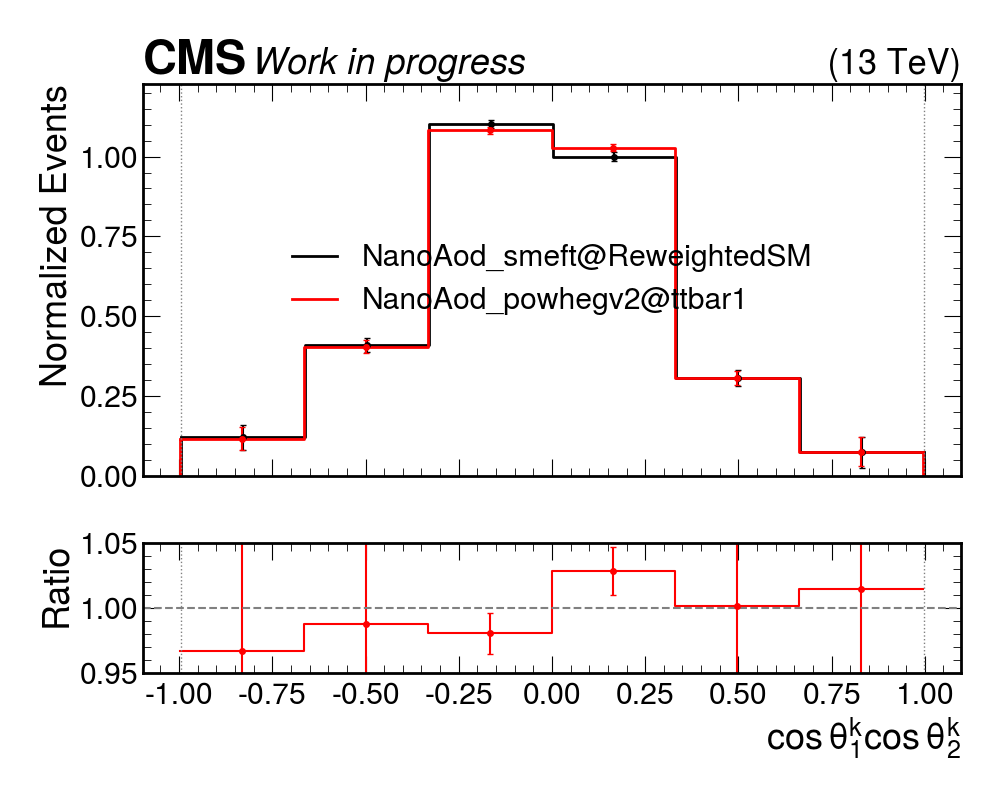 CMS Work in progress (13 TeV)
Normalized Events
1.00
0.75
0.50
0.25
0.00
NanoAod_smeft@ReweightedSM
NanoAod_powhegv2@ttbar1
Ratio
1.05
1.00
0.95
-1.00 -0.75 -0.50 -0.25 0.00 0.25 0.50 0.75 1.00
cos θ₁ᵏcos θ₂ᵏ